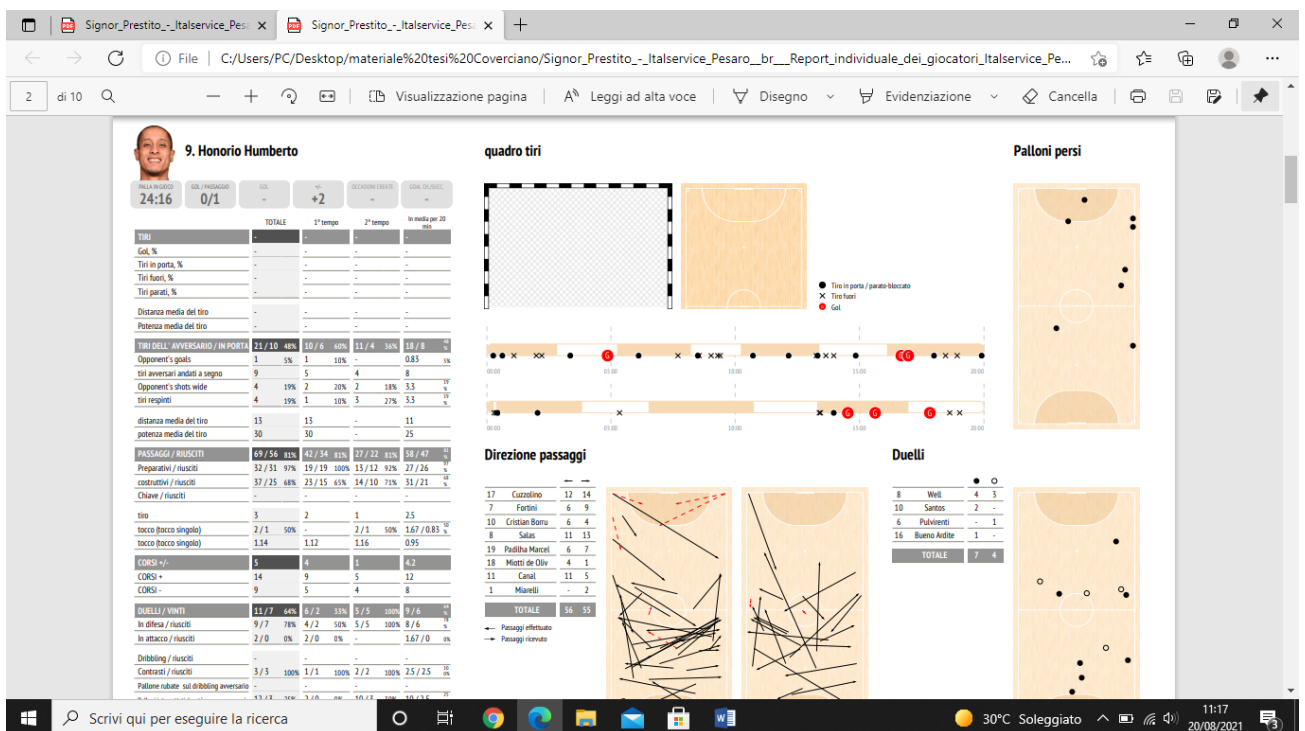 Signor_Prestito_-_Italservice_Pesa
Signor_Prestito_-_Italservice_Pesa
File
C:/Users/PC/Desktop/materiale%20tesi%20Coverciano/Signor_Prestito_-_Italservice_Pesaro__br___Report_individuale_dei_giocatori_Italservice_Pe...
2 di 10 Visualizzazione pagina Leggi ad alta voce Disegno Evidenziazione Cancella
9. Honorio Humberto
PALLA IN GIOCO GOL / PASSAGGIO GOL +/- OCCASIONI CREATE
24:16 0/1 - +2 - -
TOTALE 1° tempo 2° tempo In media per 20 min
TIRI - - - -
Gol, % - - - -
Tiri in porta, % - - - -
Tiri fuori, % - - - -
Tiri parati, % - - - -
Distanza media del tiro - - - -
Potenza media del tiro - - - -
TIRI DELL' AVVERSARIO / IN PORTA 21 / 10 48% 10 / 6 60% 11 / 4 36% 18 / 8
Opponent's goals 1 5% 1 10% - 0.83 5%
tiri avversari andati a segno 9 5 4 8
Opponent's shots wide 4 19% 2 20% 2 18% 3.3 19%
tiri respinti 4 19% 1 10% 3 27% 3.3 19%
distanza media del tiro 13 13 - 11
potenza media del tiro 30 30 - 25
PASSAGGI / RIUSCITI 69 / 56 81% 42 / 34 81% 27 / 22 81% 58 / 47
Preparativi / riusciti 32 / 31 97% 19 / 19 100% 13 / 12 92% 27 / 26
costruttivi / riusciti 37 / 25 68% 23 / 15 65% 14 / 10 71% 31 / 21
Chiave / riusciti - - - -
tiro 3 2 1 2.5
tocco (tocco singolo) 2 / 1 50% - 2 / 1 50% 1.67 / 0.83
tocco (tocco singolo) 1.14 1.12 1.16 0.95
CORSI +/- 5 4 1 4.2
CORSI + 14 9 5 12
CORSI - 9 5 4 8
DUELLI / VINTI 11 / 7 64% 6 / 2 33% 5 / 5 100% 9 / 6
In difesa / riusciti 9 / 7 78% 4 / 2 50% 5 / 5 100% 8 / 6
In attacco / riusciti 2 / 0 0% 2 / 0 0% - 1.67 / 0 0%
Dribbling / riusciti - - - -
Contrasti / riusciti 3 / 3 100% 1 / 1 100% 2 / 2 100% 2.5 / 2.5
Pallone rubate sul dribbling avversario - - - -
quadro tiri
Tiro in porta / parato-bloccato
Tiro fuori
G Gol
G G G
00:00 05:00 10:00 15:00 20:00
G G G
00:00 05:00 10:00 15:00 20:00
Direzione passaggi
17 Cuzzolino 12 14
7 Fortini 6 9
10 Cristian Borru 6 4
8 Salas 11 13
19 Padilha Marcel 6 7
18 Miotti de Oliv 4 1
11 Canal 11 5
1 Miarelli - 2
TOTALE 56 55
Passaggi effettuato
Passaggi ricevuto
Palloni persi
Duelli
8 Well 4 3
10 Santos 2 -
6 Pulvirenti - 1
16 Bueno Ardite 1 -
TOTALE 7 4
Scrivi qui per eseguire la ricerca
30°C Soleggiato
11:17
20/08/2021
3